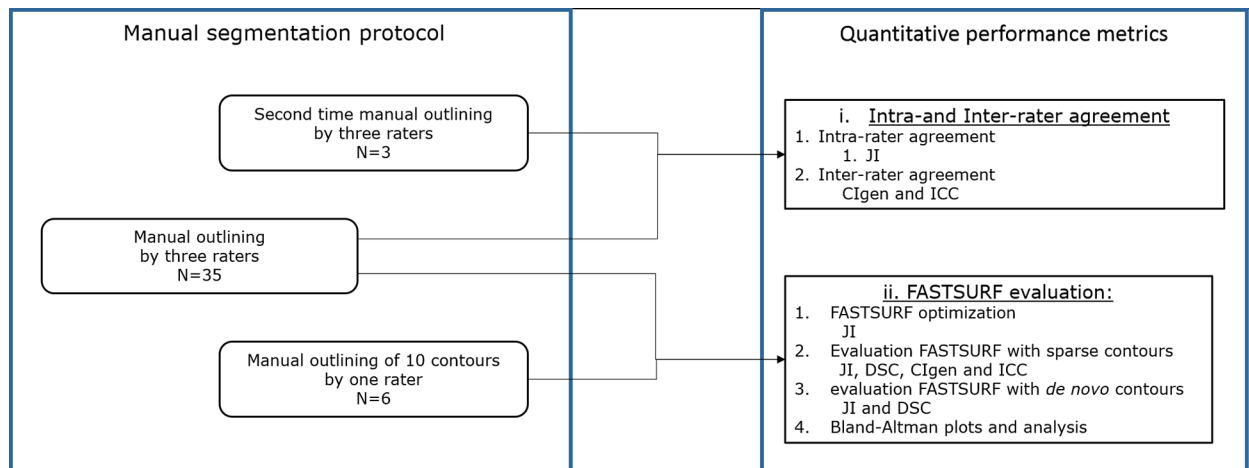 Manual segmentation protocol
Second time manual outlining
by three raters
N=3
Manual outlining
by three raters
N=35
Manual outlining of 10 contours
by one rater
N=6
Quantitative performance metrics
i. Intra-and Inter-rater agreement
1. Intra-rater agreement
1. JI
2. Inter-rater agreement
CIgen and ICC
ii. FASTSURF evaluation:
1. FASTSURF optimization
JI
2. Evaluation FASTSURF with sparse contours
JI, DSC, CIgen and ICC
3. evaluation FASTSURF with de novo contours
JI and DSC
4. Bland-Altman plots and analysis